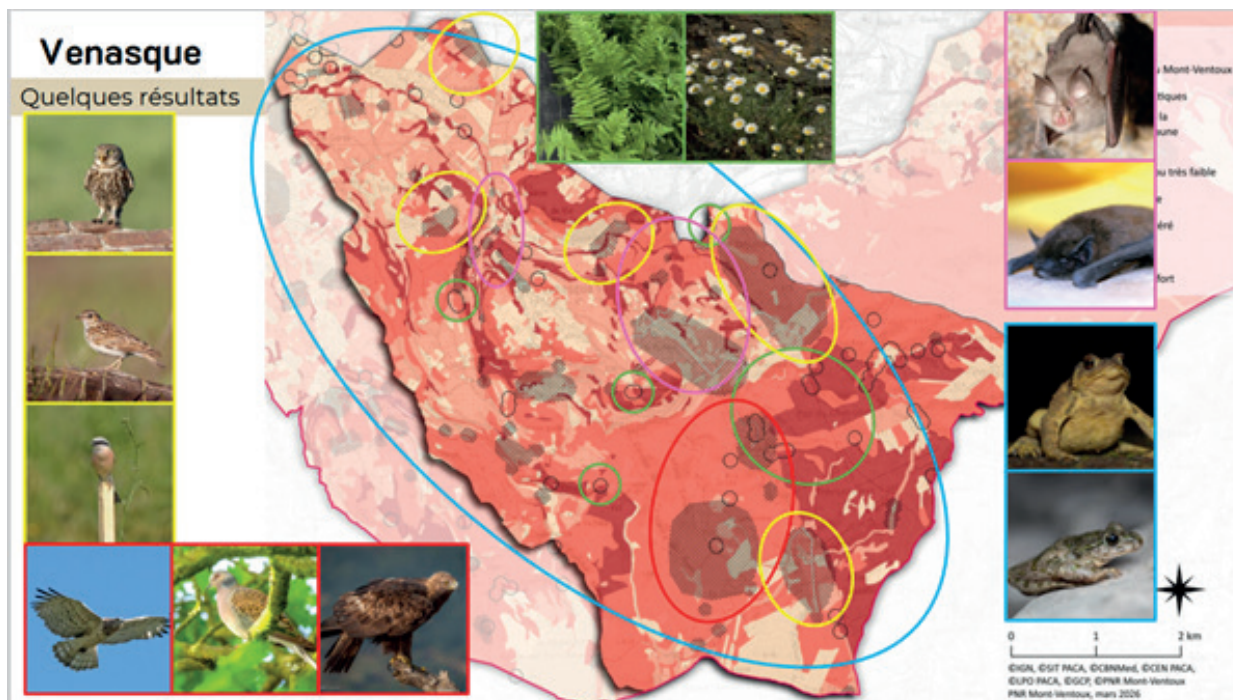 Venasque
Quelques résultats
u Mont-Ventoux
tiques
la
une
u très faible
e
éré
fort
0 1 2 km
©IGN, ©SIT PACA, ©CBNMed, ©CEN PACA,
©LPO PACA, ©GCP, ©PNR Mont-Ventoux
PNR Mont-Ventoux, mars 2026